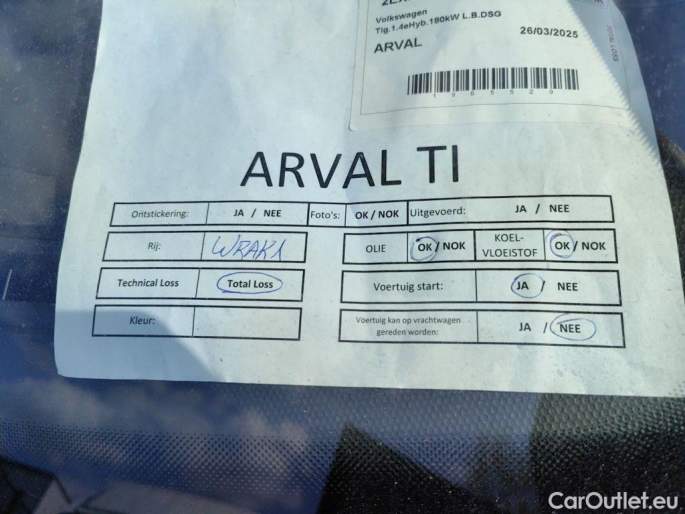 Volkswagen
Tig.1.4eHyb.180kW L.B.DSG
ARVAL 26/03/2025
ARVAL TI
Ontstickering: JA / NEE Foto's: OK / NOK Uitgevoerd: JA / NEE
Rij: WRAK1 OLIE OK / NOK KOEL-VLOEISTOF OK / NOK
Technical Loss Total Loss Voertuig start: JA / NEE
Kleur: Voertuig kan op vrachtwagen gereden worden: JA / NEE
CarOutlet.eu